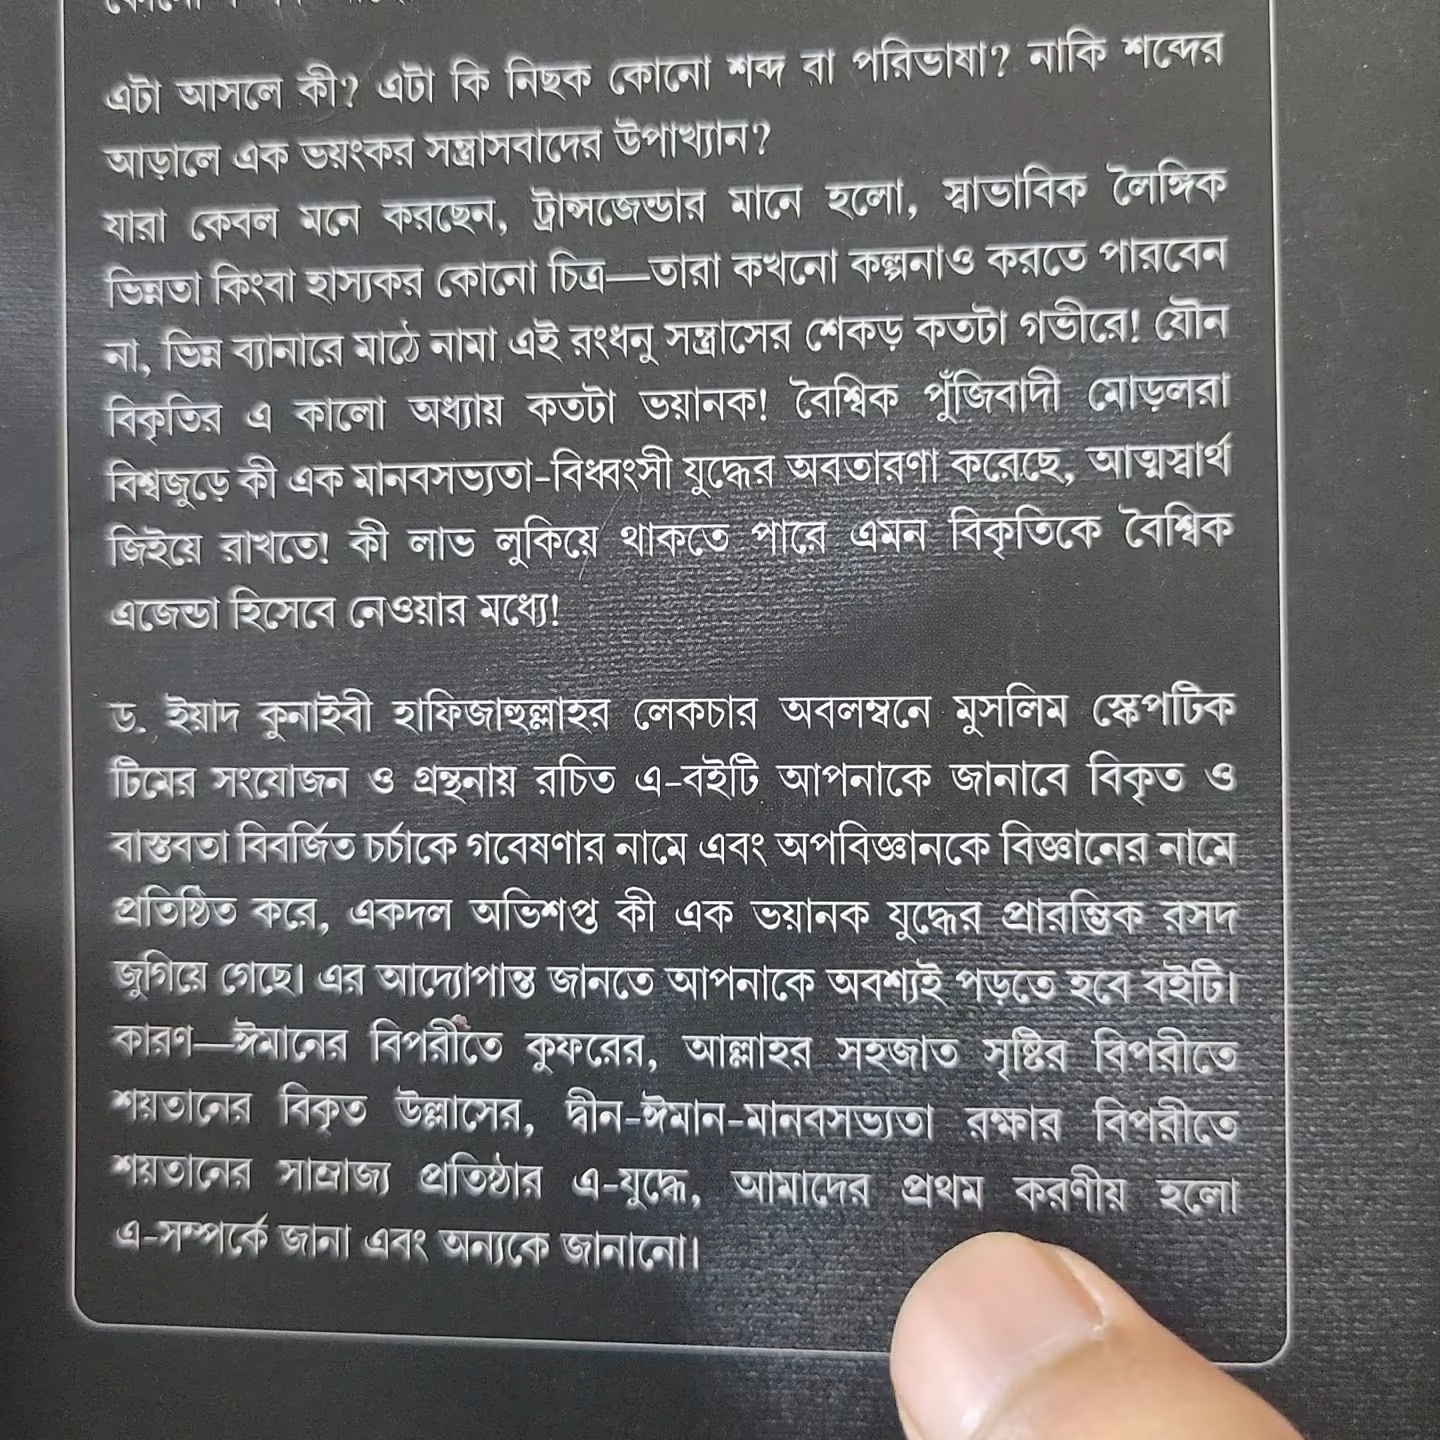 এটা আসলে কী? এটা কি নিছক কোনো শব্দ বা পরিভাষা? নাকি শব্দের
আড়ালে এক ভয়ংকর সন্ত্রাসবাদের উপাখ্যান?
যারা কেবল মনে করছেন, ট্রান্সজেন্ডার মানে হলো, স্বাভাবিক লৈঙ্গিক
ভিন্নতা কিংবা হাস্যকর কোনো চিত্র—তারা কখনো কল্পনাও করতে পারবেন
না, ভিন্ন ব্যানারে মাঠে নামা এই রংধনু সন্ত্রাসের শেকড় কতটা গভীরে! যৌন
বিকৃতির এ কালো অধ্যায় কতটা ভয়ানক! বৈশ্বিক পুঁজিবাদী মোড়লরা
বিশ্বজুড়ে কী এক মানবসভ্যতা-বিধ্বংসী যুদ্ধের অবতারণা করেছে, আত্মস্বার্থ
জিইয়ে রাখতে! কী লাভ লুকিয়ে থাকতে পারে এমন বিকৃতিকে বৈশ্বিক
এজেন্ডা হিসেবে নেওয়ার মধ্যে!
ড. ইয়াদ কুনাইবী হাফিজাহুল্লাহর লেকচার অবলম্বনে মুসলিম স্কেপটিক
টিমের সংযোজন ও গ্রন্থনায় রচিত এ-বইটি আপনাকে জানাবে বিকৃত ও
বাস্তবতা বিবর্জিত চর্চাকে গবেষণার নামে এবং অপবিজ্ঞানকে বিজ্ঞানের নামে
প্রতিষ্ঠিত করে, একদল অভিশপ্ত কী এক ভয়ানক যুদ্ধের প্রারম্ভিক রসদ
জুগিয়ে গেছে। এর আদ্যোপান্ত জানতে আপনাকে অবশ্যই পড়তে হবে বইটি।
কারণ—ঈমানের বিপরীতে কুফরের, আল্লাহর সহজাত সৃষ্টির বিপরীতে
শয়তানের বিকৃত উল্লাসের, দ্বীন-ঈমান-মানবসভ্যতা রক্ষার বিপরীতে
শয়তানের সাম্রাজ্য প্রতিষ্ঠার এ-যুদ্ধে, আমাদের প্রথম করণীয় হলো
এ-সম্পর্কে জানা এবং অন্যকে জানানো।